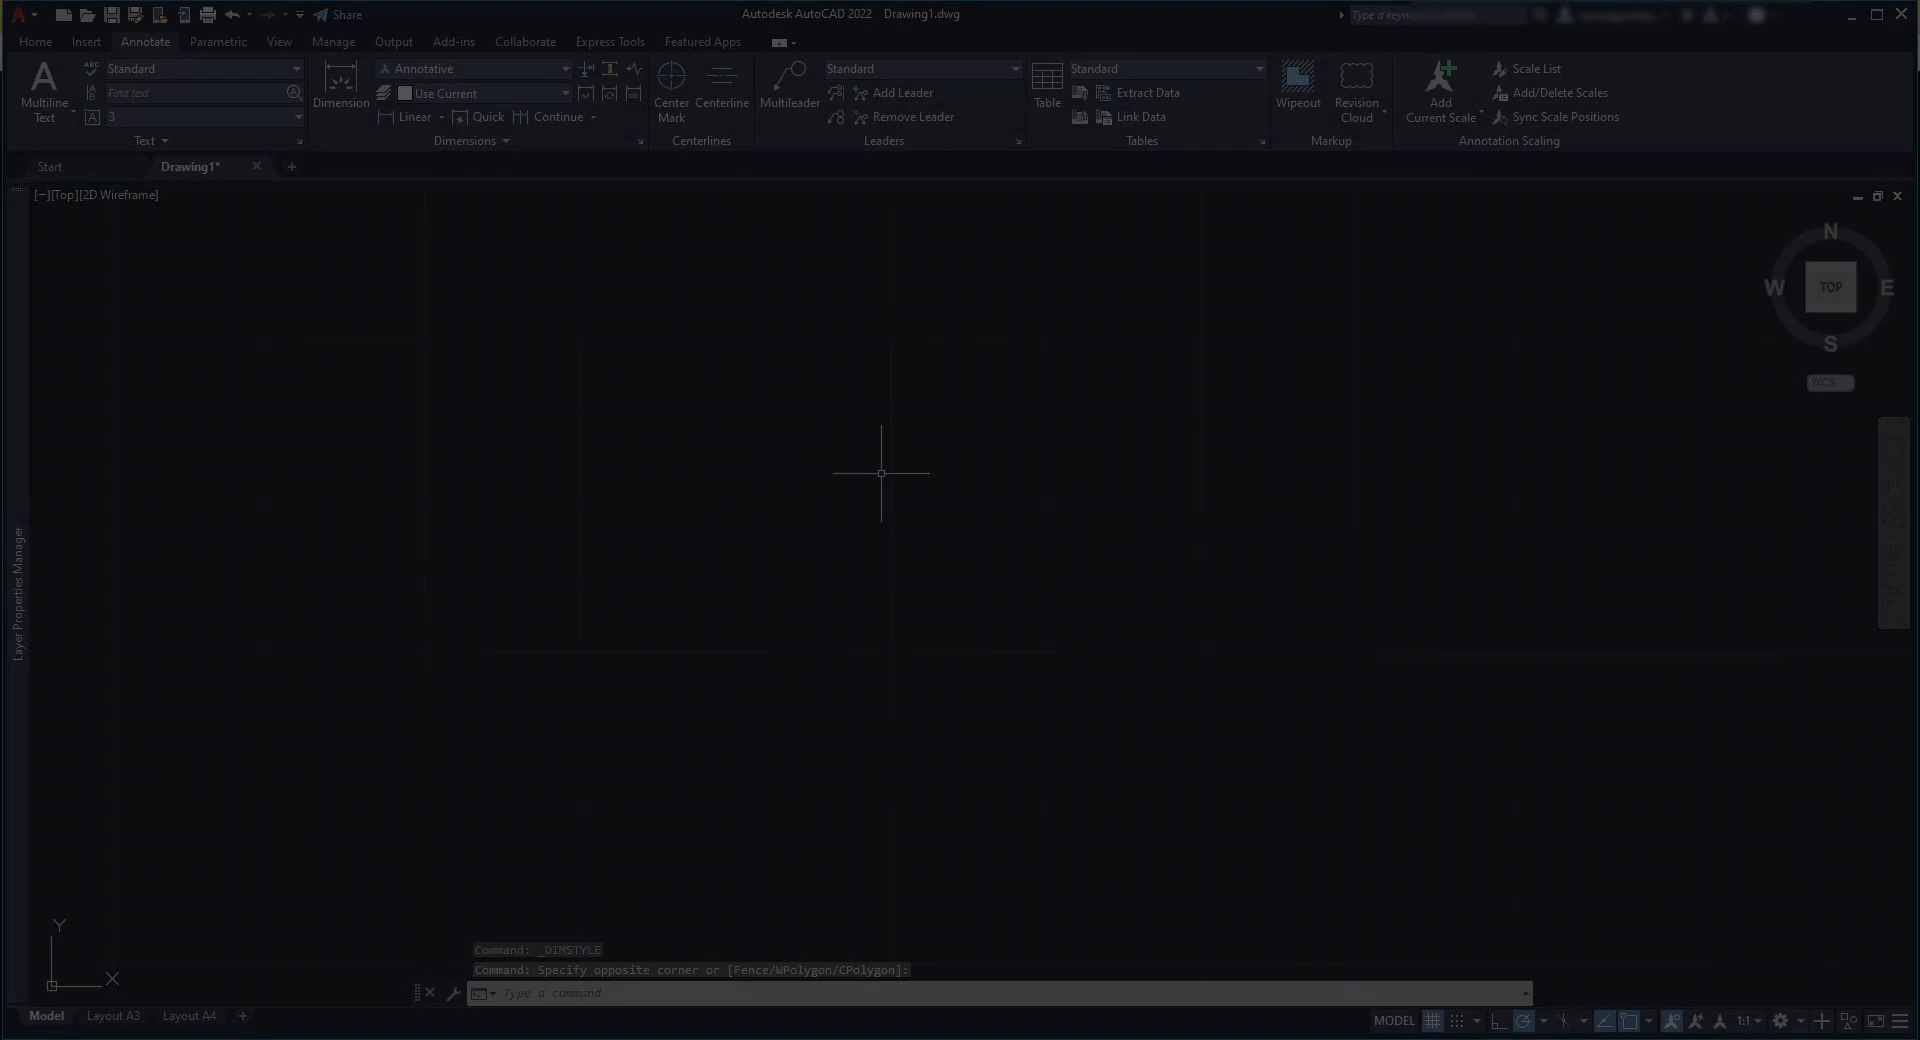 Share
Autodesk AutoCAD 2022 Drawing1.dwg
Type a keyw
Home Insert Annotate Parametric View Manage Output Add-ins Collaborate Express Tools Featured Apps
Multiline
Text
ABC
Standard
Find text
3
Text
Dimension
Annotative
Use Current
Linear
Quick
Continue
Dimensions
Center
Mark
Centerline
Centerlines
Multileader
Standard
Add Leader
Remove Leader
Leaders
Table
Standard
Extract Data
Link Data
Tables
Wipeout
Revision
Cloud
Markup
Add
Current Scale
Scale List
Add/Delete Scales
Sync Scale Positions
Annotation Scaling
Start
Drawing1*
[−][Top][2D Wireframe]
N
W
TOP
E
S
WCS
Layer Properties Manager
Y
X
Command: _DIMSTYLE
Command: Specify opposite corner or [Fence/WPolygon/CPolygon]:
Type a command
Model Layout A3 Layout A4
MODEL
1:1